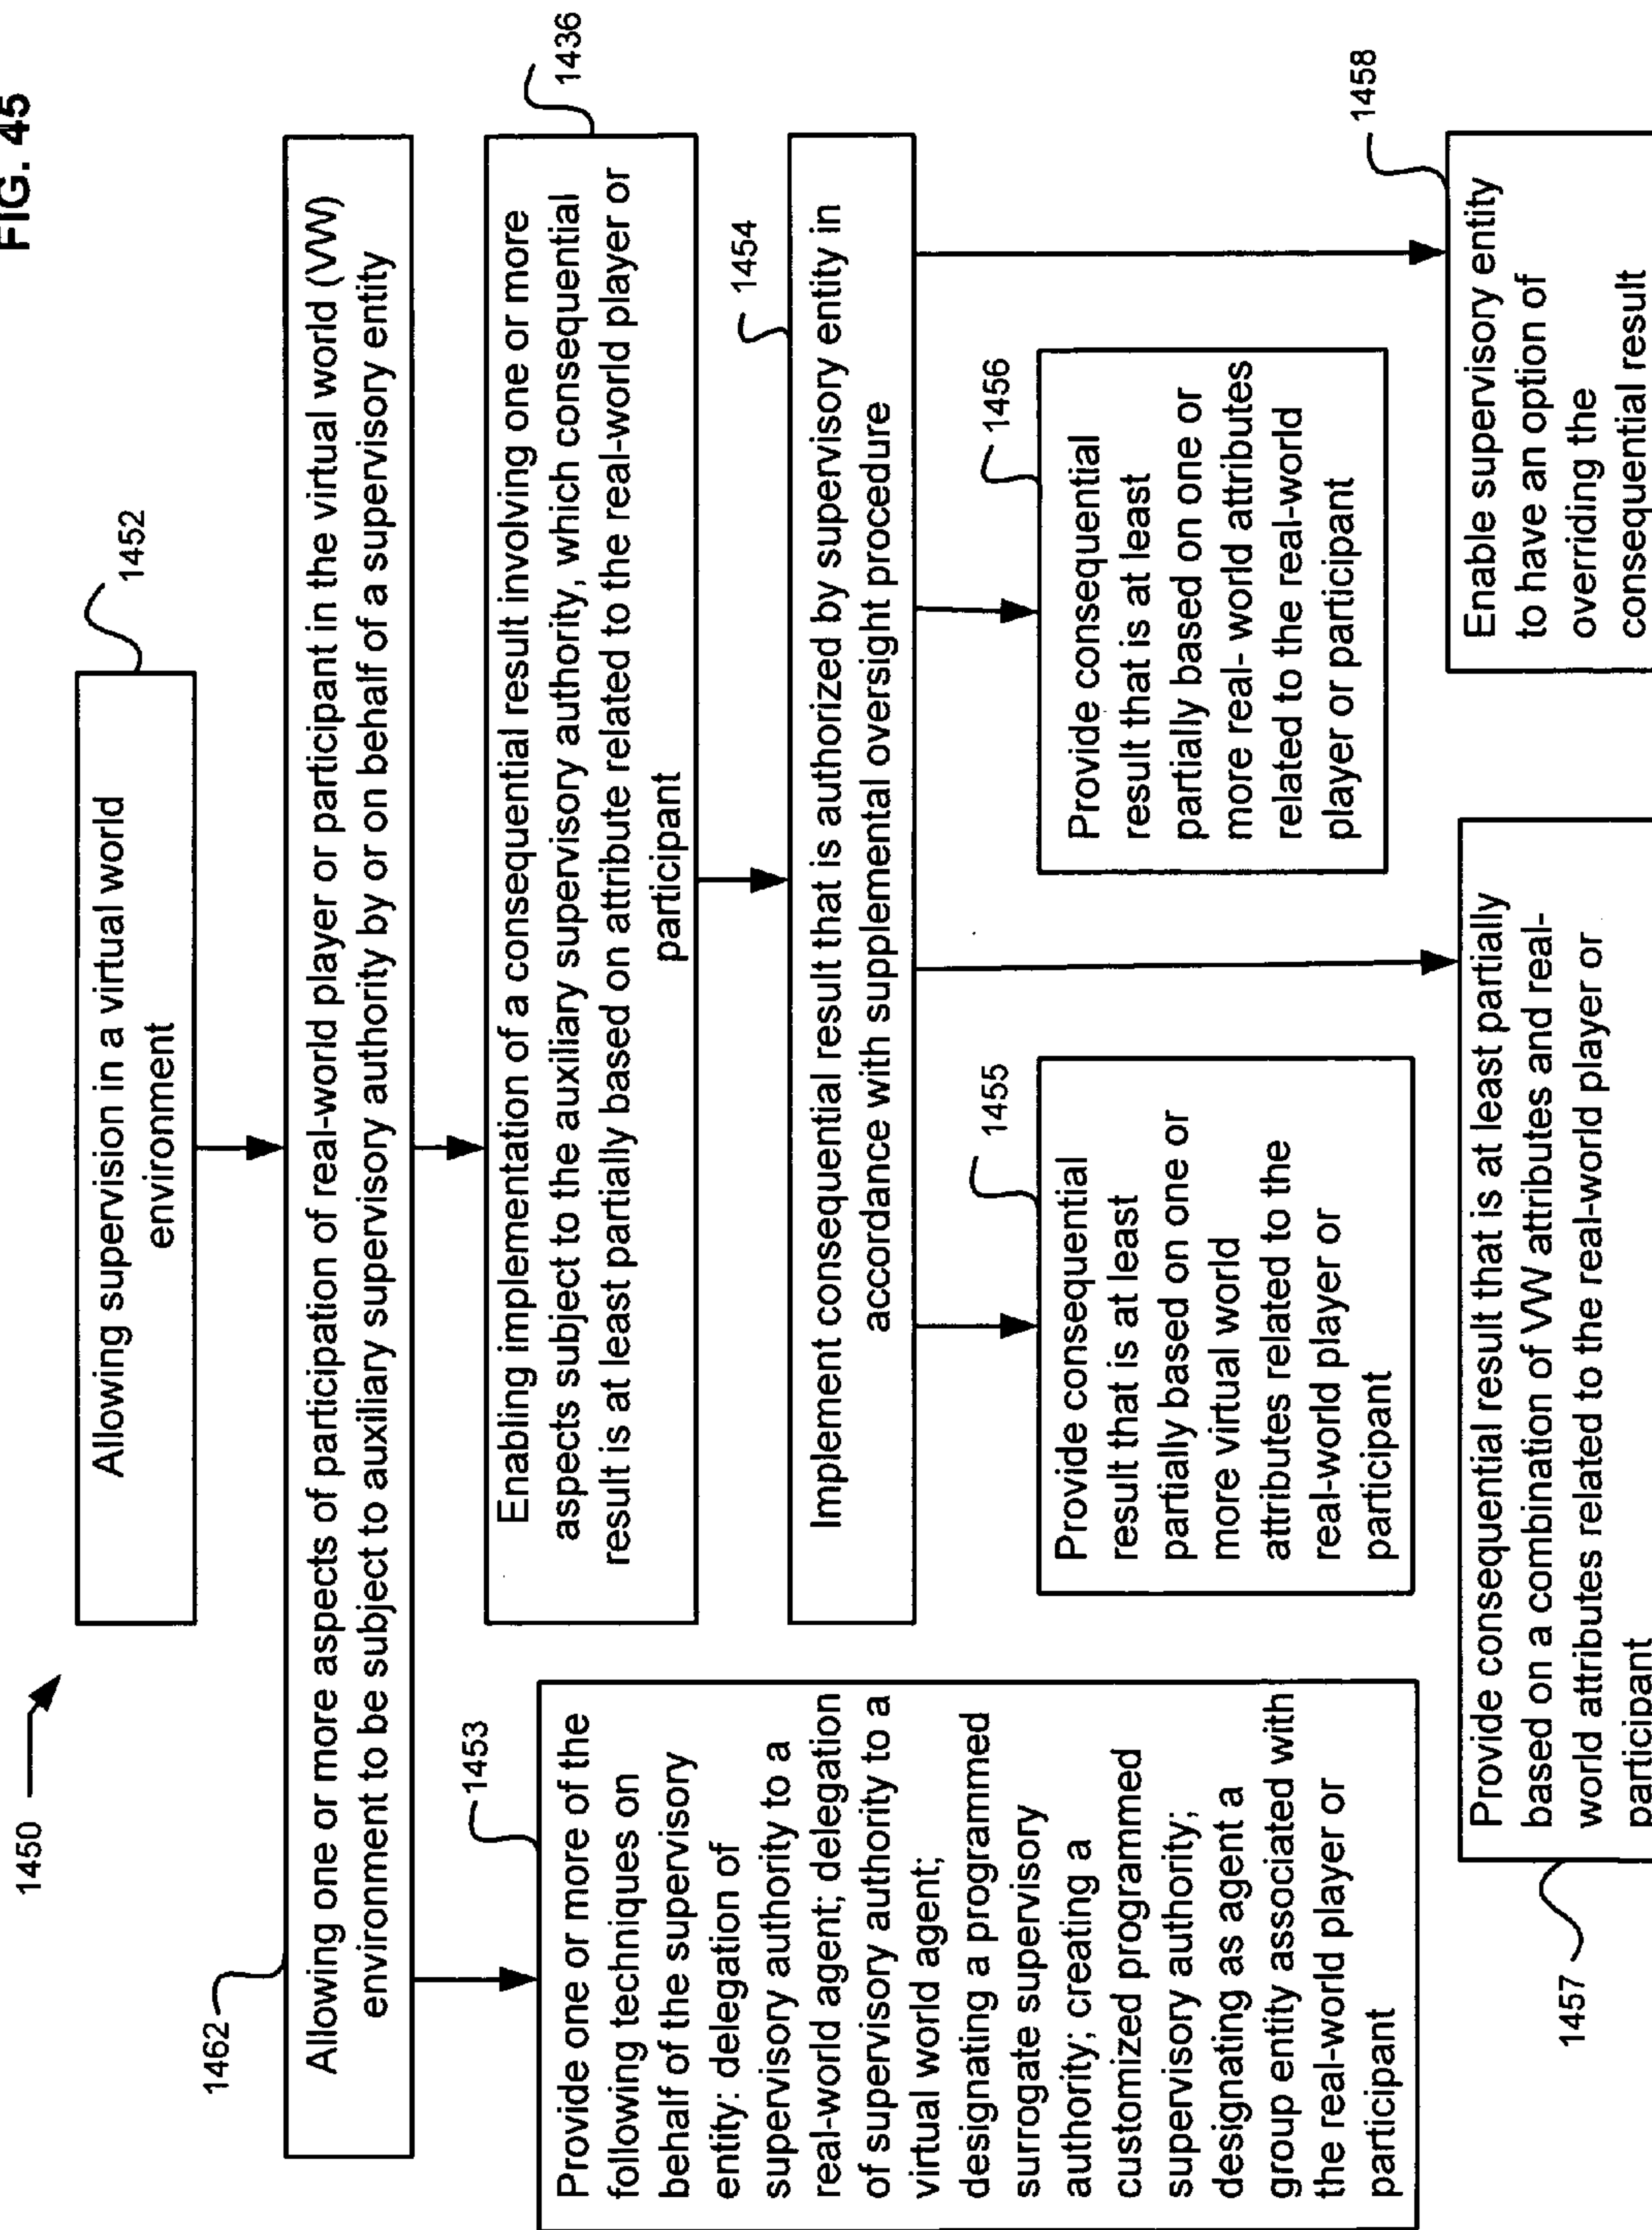 FIG. 45
1450
1452
Allowing supervision in a virtual world
environment
1462
Allowing one or more aspects of participation of real-world player or participant in the virtual world (VW)
environment to be subject to auxiliary supervisory authority by or on behalf of a supervisory entity
1453
Provide one or more of the
following techniques on
behalf of the supervisory
entity: delegation of
supervisory authority to a
real-world agent; delegation
of supervisory authority to a
virtual world agent;
designating a programmed
surrogate supervisory
authority; creating a
customized programmed
supervisory authority;
designating as agent a
group entity associated with
the real-world player or
participant
1436
Enabling implementation of a consequential result involving one or more
aspects subject to the auxiliary supervisory authority, which consequential
result is at least partially based on attribute related to the real-world player or
participant
1454
Implement consequential result that is authorized by supervisory entity in
accordance with supplemental oversight procedure
1455
Provide consequential
result that is at least
partially based on one or
more virtual world
attributes related to the
real-world player or
participant
1456
Provide consequential
result that is at least
partially based on one or
more real- world attributes
related to the real-world
player or participant
1457
Provide consequential result that is at least partially
based on a combination of VW attributes and real-
world attributes related to the real-world player or
participant
1458
Enable supervisory entity
to have an option of
overriding the
consequential result